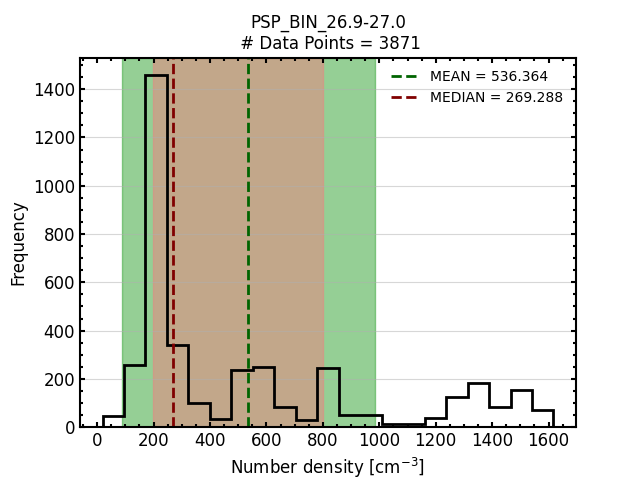 PSP_BIN_26.9-27.0
# Data Points = 3871
MEAN = 536.364
MEDIAN = 269.288
Frequency
1400
1200
1000
800
600
400
200
0
0 200 400 600 800 1000 1200 1400 1600
Number density [cm⁻³]